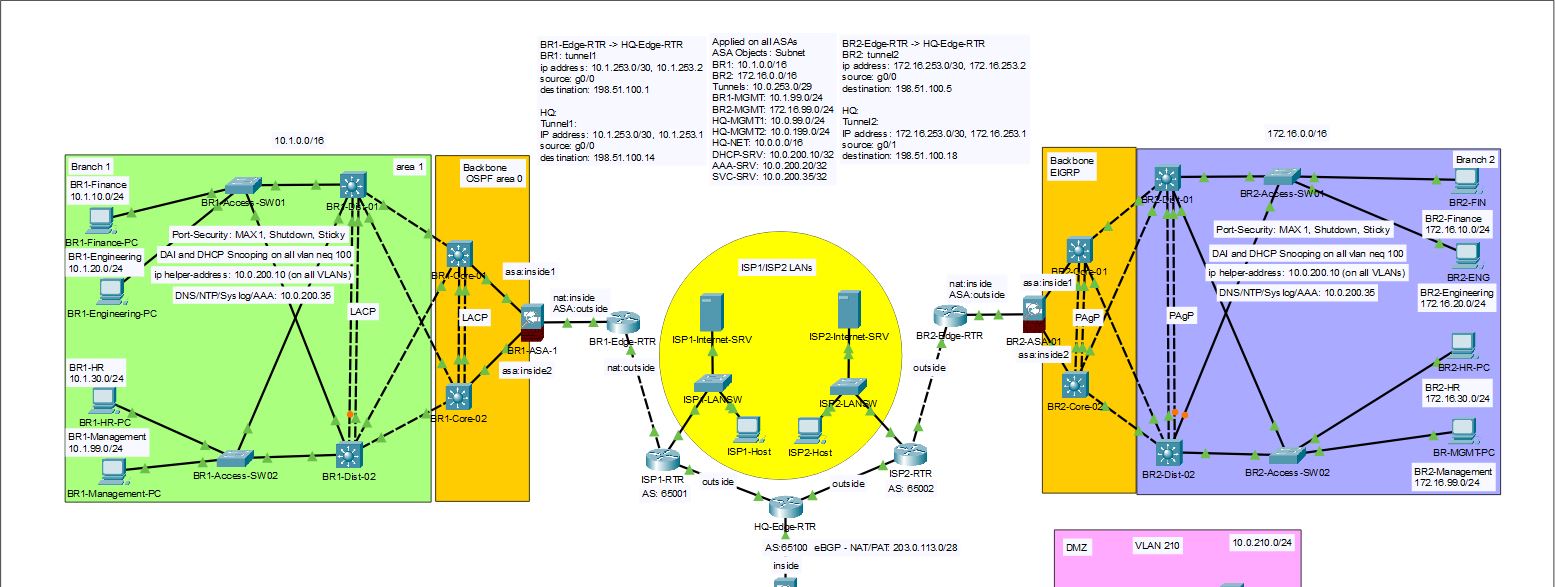 BR1-Edge-RTR -> HQ-Edge-RTR
BR1: tunnel1
ip address: 10.1.253.0/30, 10.1.253.2
source: g0/0
destination: 198.51.100.1
HQ:
Tunnel1:
IP address: 10.1.253.0/30, 10.1.253.1
source: g0/0
destination: 198.51.100.14
Applied on all ASAs
ASA Objects: Subnet
BR1: 10.1.0.0/16
BR2: 172.16.0.0/16
Tunnels: 10.0.253.0/29
BR1-MGMT: 10.1.99.0/24
BR2-MGMT: 172.16.99.0/24
HQ-MGMT1: 10.0.99.0/24
HQ-MGMT2: 10.0.199.0/24
HQ-NET: 10.0.0.0/16
DHCP-SRV: 10.0.200.10/32
AAA-SRV: 10.0.200.20/32
SVC-SRV: 10.0.200.35/32
BR2-Edge-RTR -> HQ-Edge-RTR
BR2: tunnel2
ip address: 172.16.253.0/30, 172.16.253.2
source: g0/0
destination: 198.51.100.5
HQ:
Tunnel2:
IP address: 172.16.253.0/30, 172.16.253.1
source: g0/1
destination: 198.51.100.18
10.1.0.0/16
Branch 1
area 1
BR1-Finance
10.1.10.0/24
BR1-Finance-PC
BR1-Engineering
10.1.20.0/24
BR1-Engineering-PC
BR1-HR
10.1.30.0/24
BR1-HR-PC
BR1-Management
10.1.99.0/24
BR1-Management-PC
BR1-Access-SW01
BR1-Dist-01
Port-Security: MAX 1, Shutdown, Sticky
DAI and DHCP Snooping on all vlan neq 100
ip helper-address: 10.0.200.10 (on all VLANs)
DNS/NTP/Syslog/AAA: 10.0.200.35
LACP
BR1-Access-SW02
BR1-Dist-02
Backbone
OSPF area 0
BR1-Core-01
LACP
BR1-Core-02
asa:inside1
BR1-ASA-1
asa:inside2
nat:inside
ASA:outside
BR1-Edge-RTR
nat:outside
ISP1/ISP2 LANs
ISP1-Internet-SRV
ISP2-Internet-SRV
ISP1-LANSW
ISP2-LANSW
ISP1-Host
ISP2-Host
ISP1-RTR
AS: 65001
outside
outside
ISP2-RTR
AS: 65002
HQ-Edge-RTR
AS:65100 eBGP - NAT/PAT: 203.0.113.0/28
inside
nat:inside
ASA:outside
BR2-Edge-RTR
outside
asa:inside1
BR2-ASA-01
asa:inside2
172.16.0.0/16
Backbone
EIGRP
BR2-Core-01
PAgP
BR2-Core-02
Branch 2
BR2-Dist-01
BR2-Access-SW01
BR2-FIN
BR2-Finance
172.16.10.0/24
Port-Security: MAX 1, Shutdown, Sticky
DAI and DHCP Snooping on all vlan neq 100
ip helper-address: 10.0.200.10 (on all VLANs)
DNS/NTP/Syslog/AAA: 10.0.200.35
BR2-ENG
BR2-Engineering
172.16.20.0/24
PAgP
BR2-HR-PC
BR2-HR
172.16.30.0/24
BR-MGMT-PC
BR2-Management
172.16.99.0/24
BR2-Dist-02
BR2-Access-SW02
DMZ
VLAN 210
10.0.210.0/24